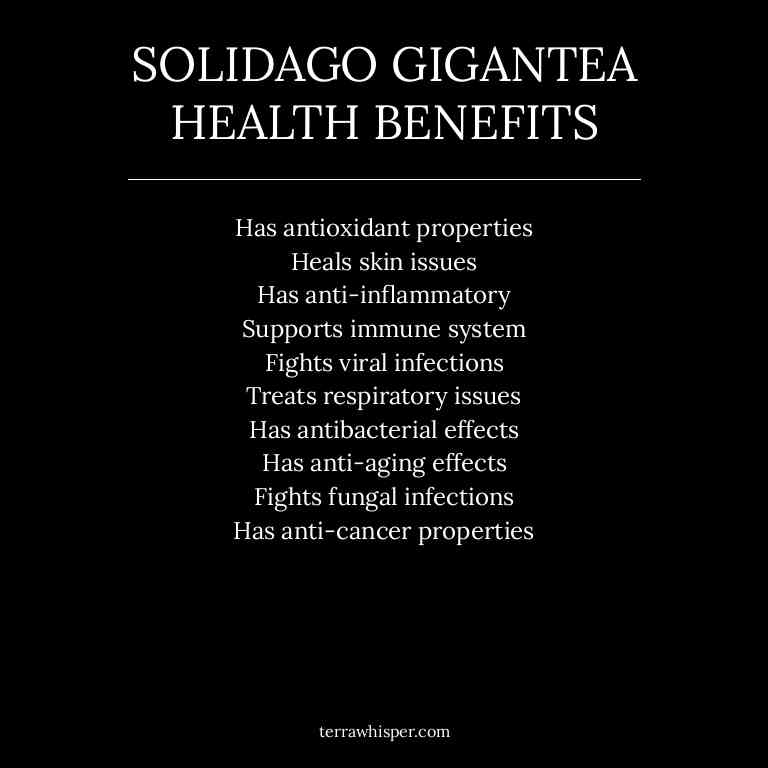 SOLIDAGO GIGANTEA
HEALTH BENEFITS
Has antioxidant properties
Heals skin issues
Has anti-inflammatory
Supports immune system
Fights viral infections
Treats respiratory issues
Has antibacterial effects
Has anti-aging effects
Fights fungal infections
Has anti-cancer properties
terrawhisper.com